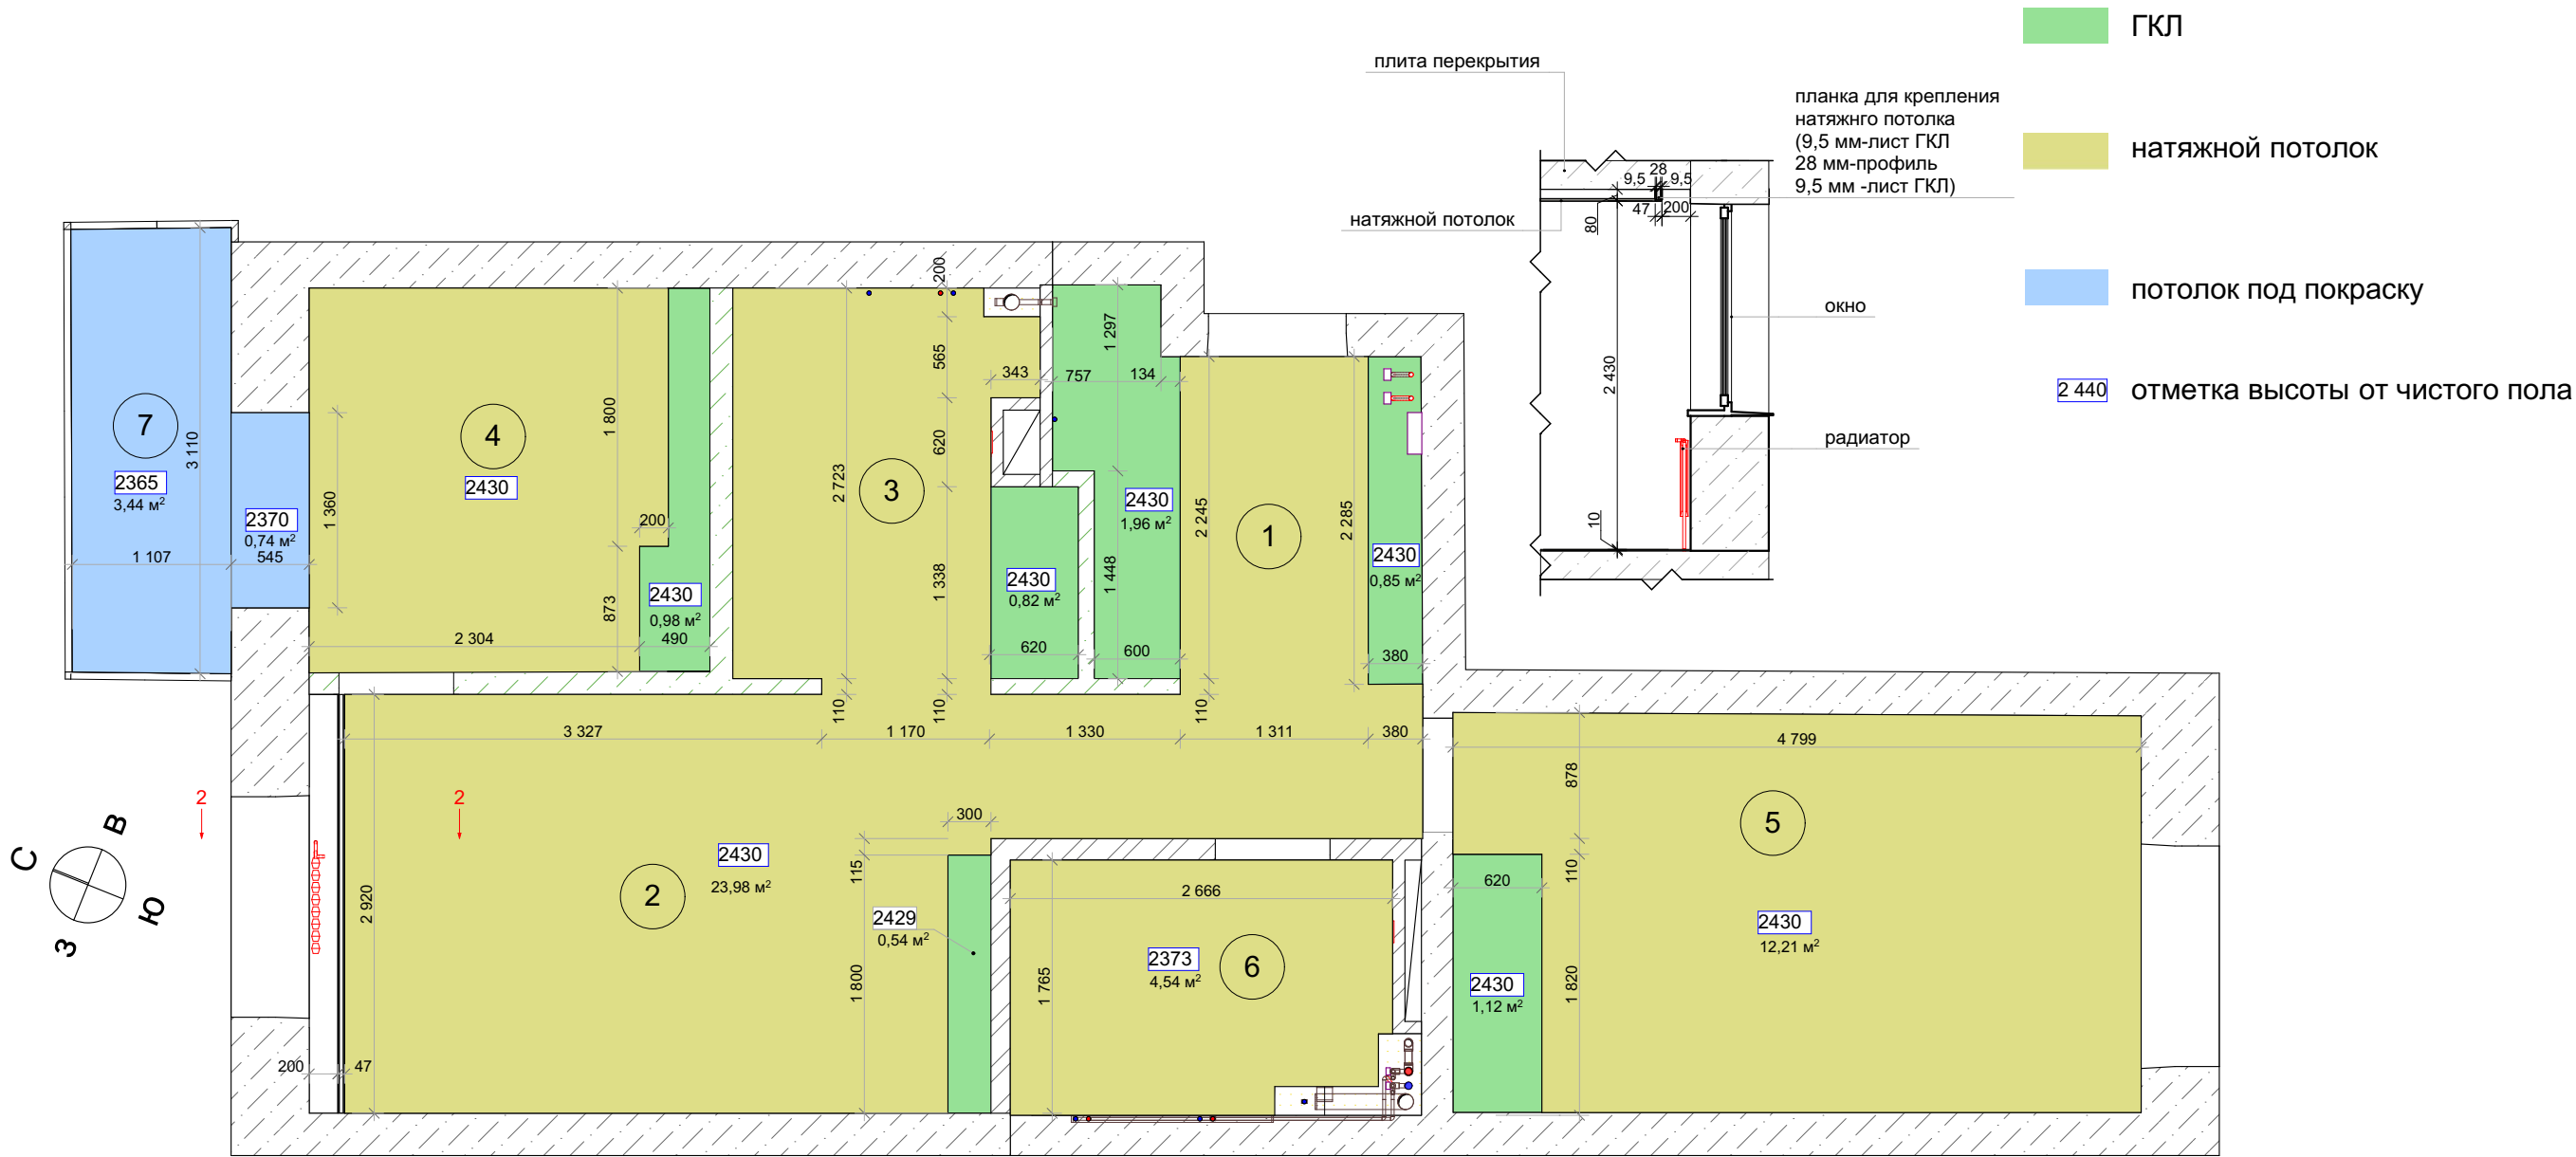 ГКЛ
натяжной потолок
потолок под покраску
2 440 отметка высоты от чистого пола
плита перекрытия
планка для крепления
натяжнго потолка
(9,5 мм-лист ГКЛ
28 мм-профиль
9,5 мм -лист ГКЛ)
натяжной потолок
окно
радиатор
28
9,5
9,5
47
200
80
2 430
10
7
2365
3,44 м²
3 110
1 107
2370
0,74 м²
545
1 360
4
2430
1 800
200
873
2430
0,98 м²
2 304
490
3
2 723
200
565
343
620
1 338
110
110
2430
0,82 м²
620
757
134
1 297
2430
1,96 м²
1 448
600
1
2 245
2 285
110
2430
0,85 м²
380
3 327
1 170
1 330
1 311
380
2
2
2
2430
23,98 м²
2 920
200
47
300
115
1 800
2429
0,54 м²
6
2 666
1 765
2373
4,54 м²
5
4 799
878
110
1 820
620
2430
1,12 м²
2430
12,21 м²
С
В
Ю
З